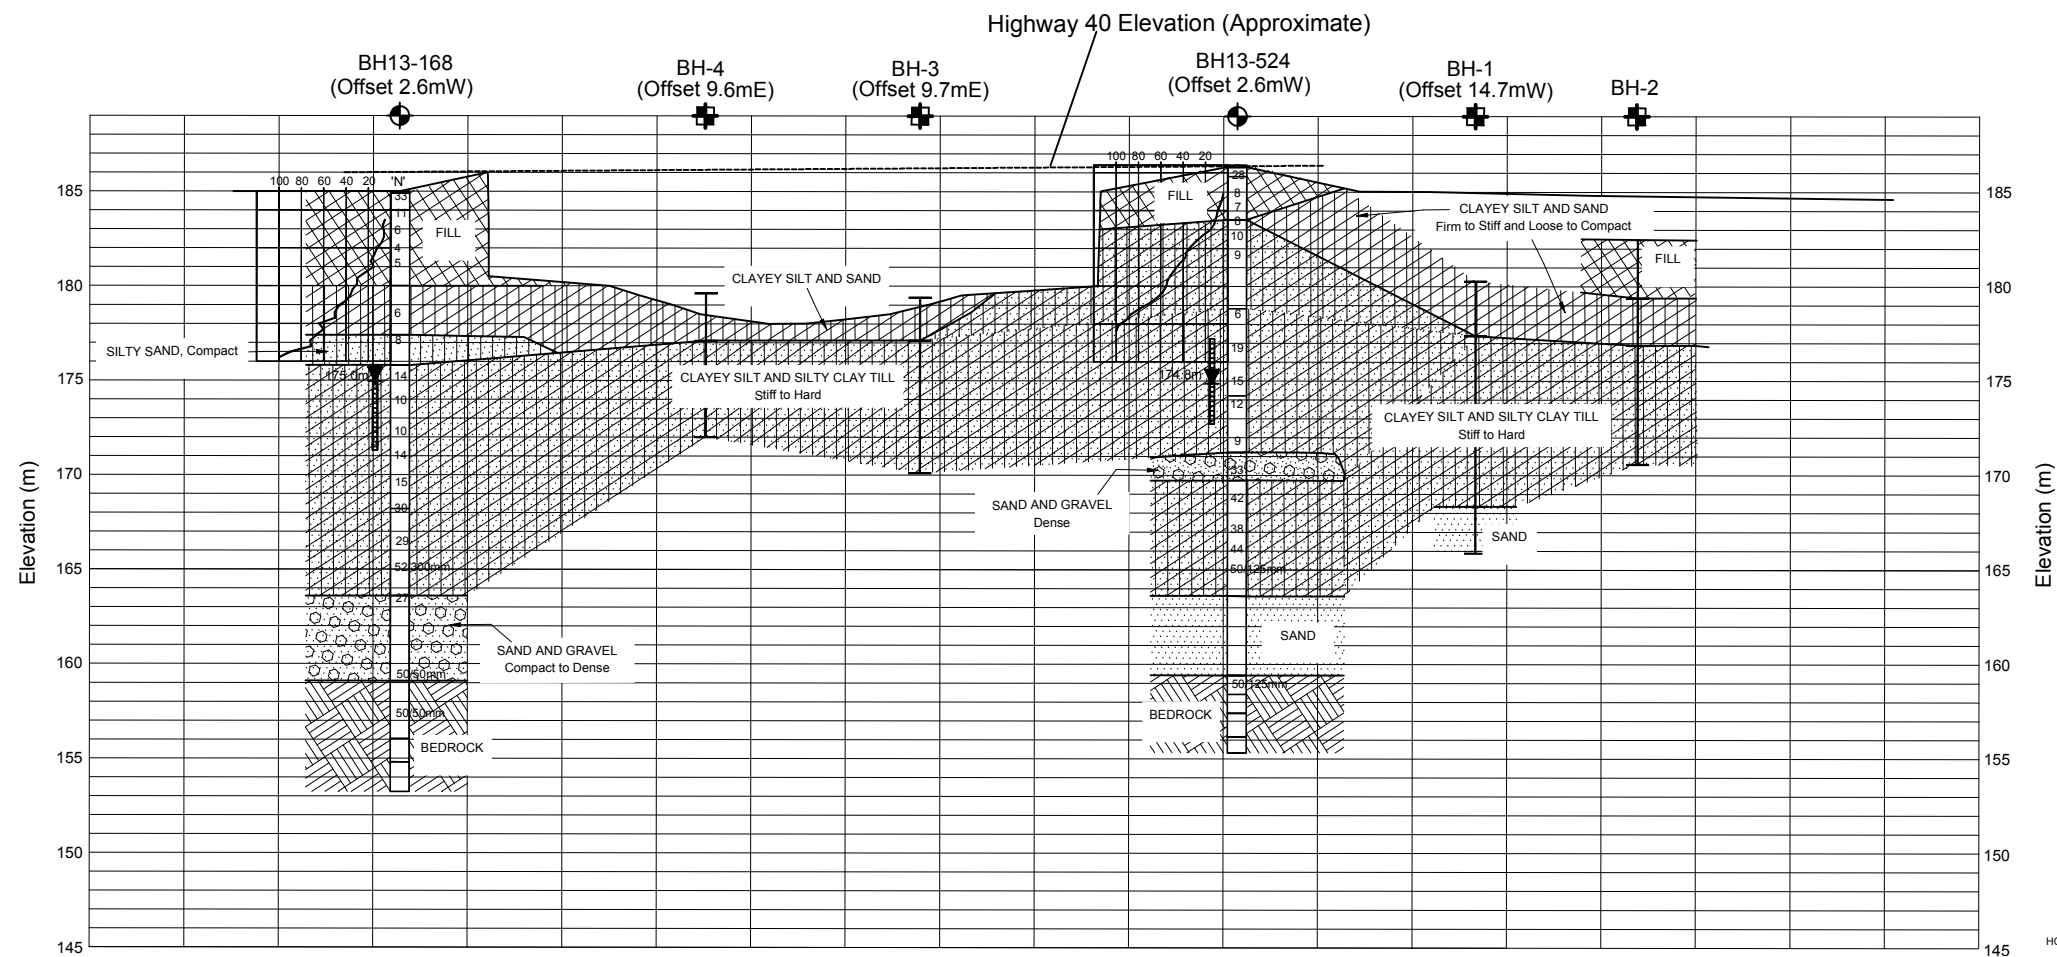 Highway 40 Elevation (Approximate)
BH13-168
(Offset 2.6mW)
BH-4
(Offset 9.6mE)
BH-3
(Offset 9.7mE)
BH13-524
(Offset 2.6mW)
BH-1
(Offset 14.7mW)
BH-2
100 80 60 40 20 'N'
100 80 60 40 20
185
180
175
170
165
160
155
150
145
Elevation (m)
33
11
6
4
5
6
8
14
10
10
14
15
30
29
52/300mm
27
50/50mm
50/50mm
FILL
SILTY SAND, Compact
175.0m
CLAYEY SILT AND SAND
CLAYEY SILT AND SILTY CLAY TILL
Stiff to Hard
SAND AND GRAVEL
Compact to Dense
BEDROCK
FILL
28
8
7
8
10
9
6
19
15
12
9
33
42
38
44
50/125mm
50/125mm
174.8m
SAND AND GRAVEL
Dense
SAND
BEDROCK
CLAYEY SILT AND SAND
Firm to Stiff and Loose to Compact
FILL
CLAYEY SILT AND SILTY CLAY TILL
Stiff to Hard
SAND
185
180
175
170
165
160
155
150
145
Elevation (m)